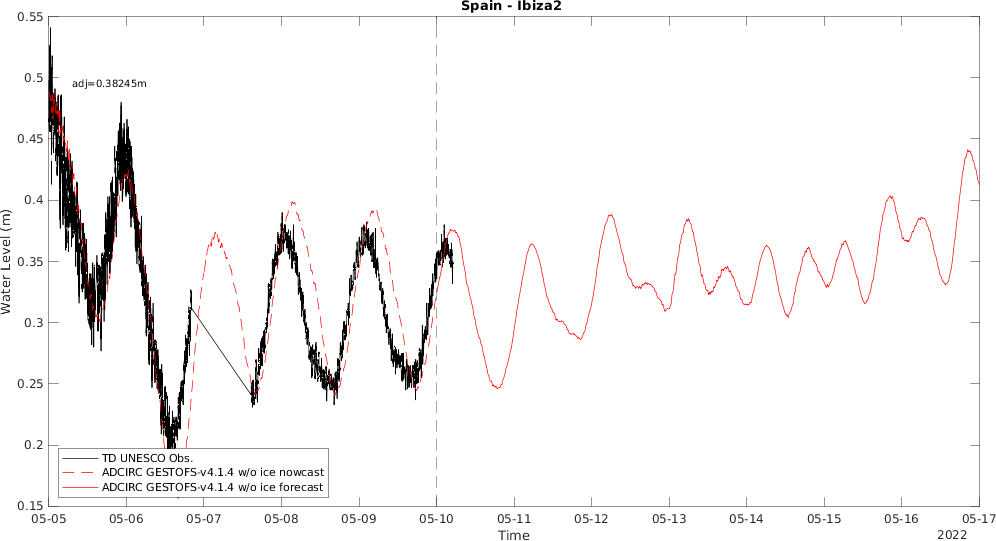 Spain - Ibiza2
adj=0.38245m
Water Level (m)
0.55
0.5
0.45
0.4
0.35
0.3
0.25
0.2
0.15
TD UNESCO Obs.
ADCIRC GESTOFS-v4.1.4 w/o ice nowcast
ADCIRC GESTOFS-v4.1.4 w/o ice forecast
05-05 05-06 05-07 05-08 05-09 05-10 05-11 05-12 05-13 05-14 05-15 05-16 05-17
Time
2022